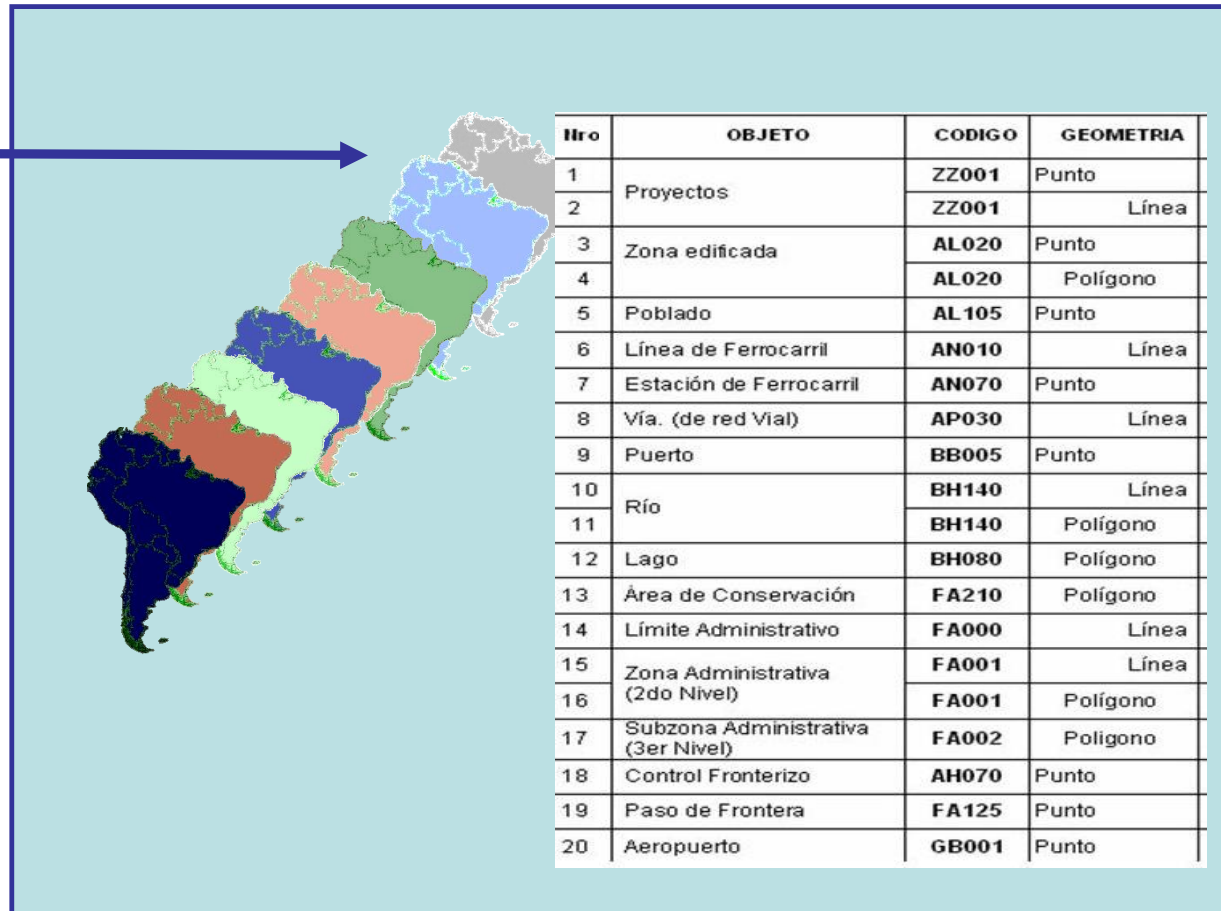 Nro OBJETO CODIGO GEOMETRIA
1 Proyectos ZZ001 Punto
2 ZZ001 Línea
3 Zona edificada AL020 Punto
4 AL020 Polígono
5 Poblado AL105 Punto
6 Línea de Ferrocarril AN010 Línea
7 Estación de Ferrocarril AN070 Punto
8 Vía. (de red Vial) AP030 Línea
9 Puerto BB005 Punto
10 Río BH140 Línea
11 BH140 Polígono
12 Lago BH080 Polígono
13 Área de Conservación FA210 Polígono
14 Límite Administrativo FA000 Línea
15 Zona Administrativa FA001 Línea
16 (2do Nivel) FA001 Polígono
17 Subzona Administrativa FA002 Poligono
(3er Nivel)
18 Control Fronterizo AH070 Punto
19 Paso de Frontera FA125 Punto
20 Aeropuerto GB001 Punto